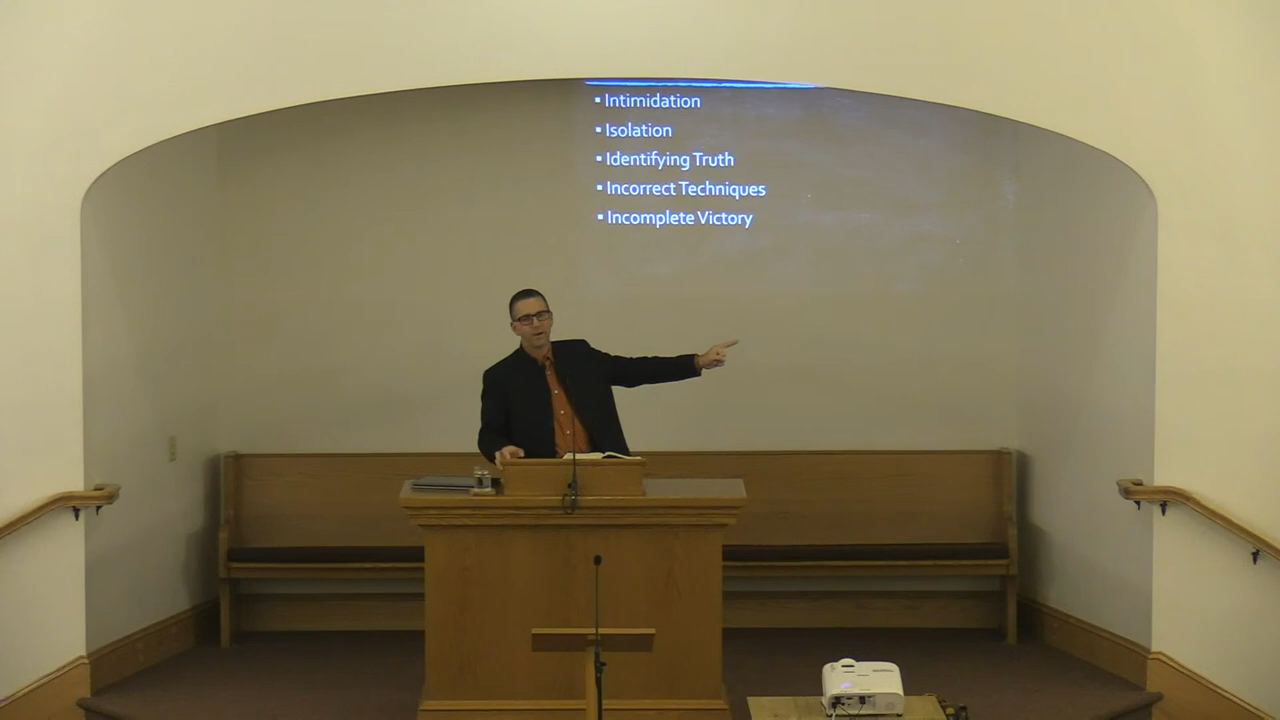 ▪ Intimidation
▪ Isolation
▪ Identifying Truth
▪ Incorrect Techniques
▪ Incomplete Victory